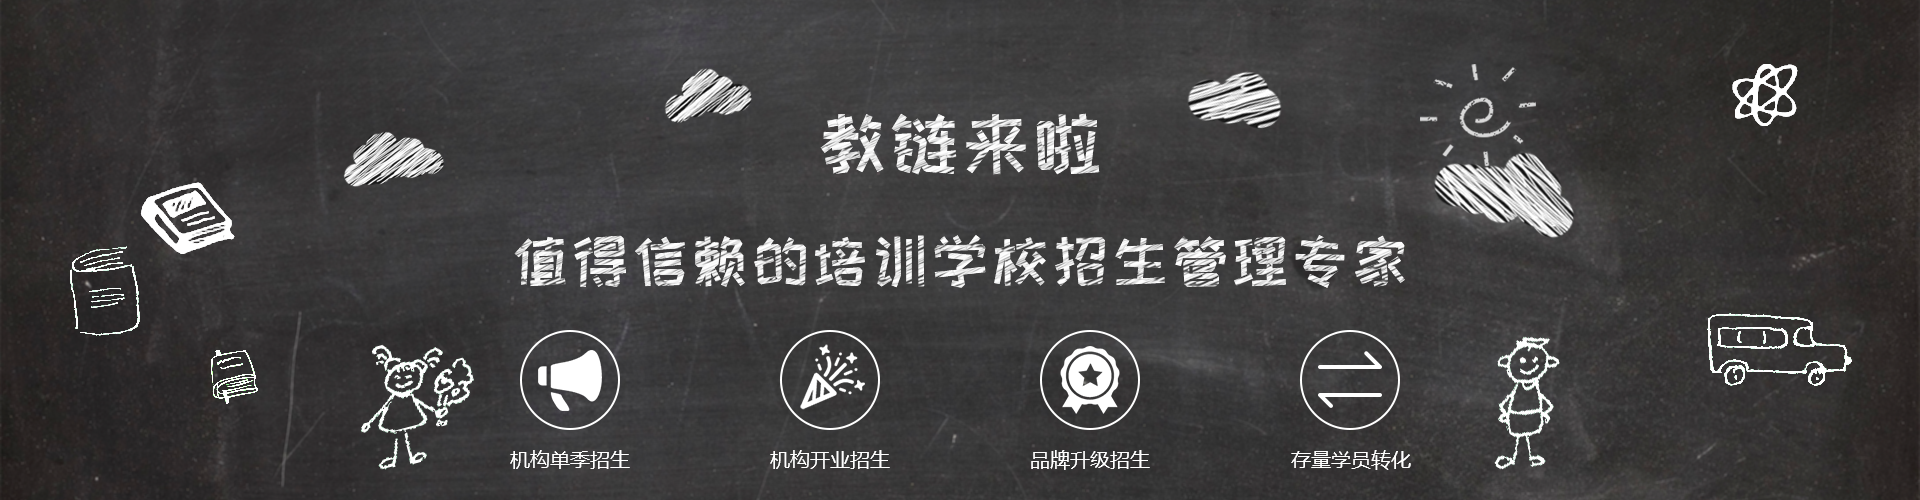 教链来啦
值得信赖的培训学校招生管理专家
机构单季招生
机构开业招生
品牌升级招生
存量学员转化